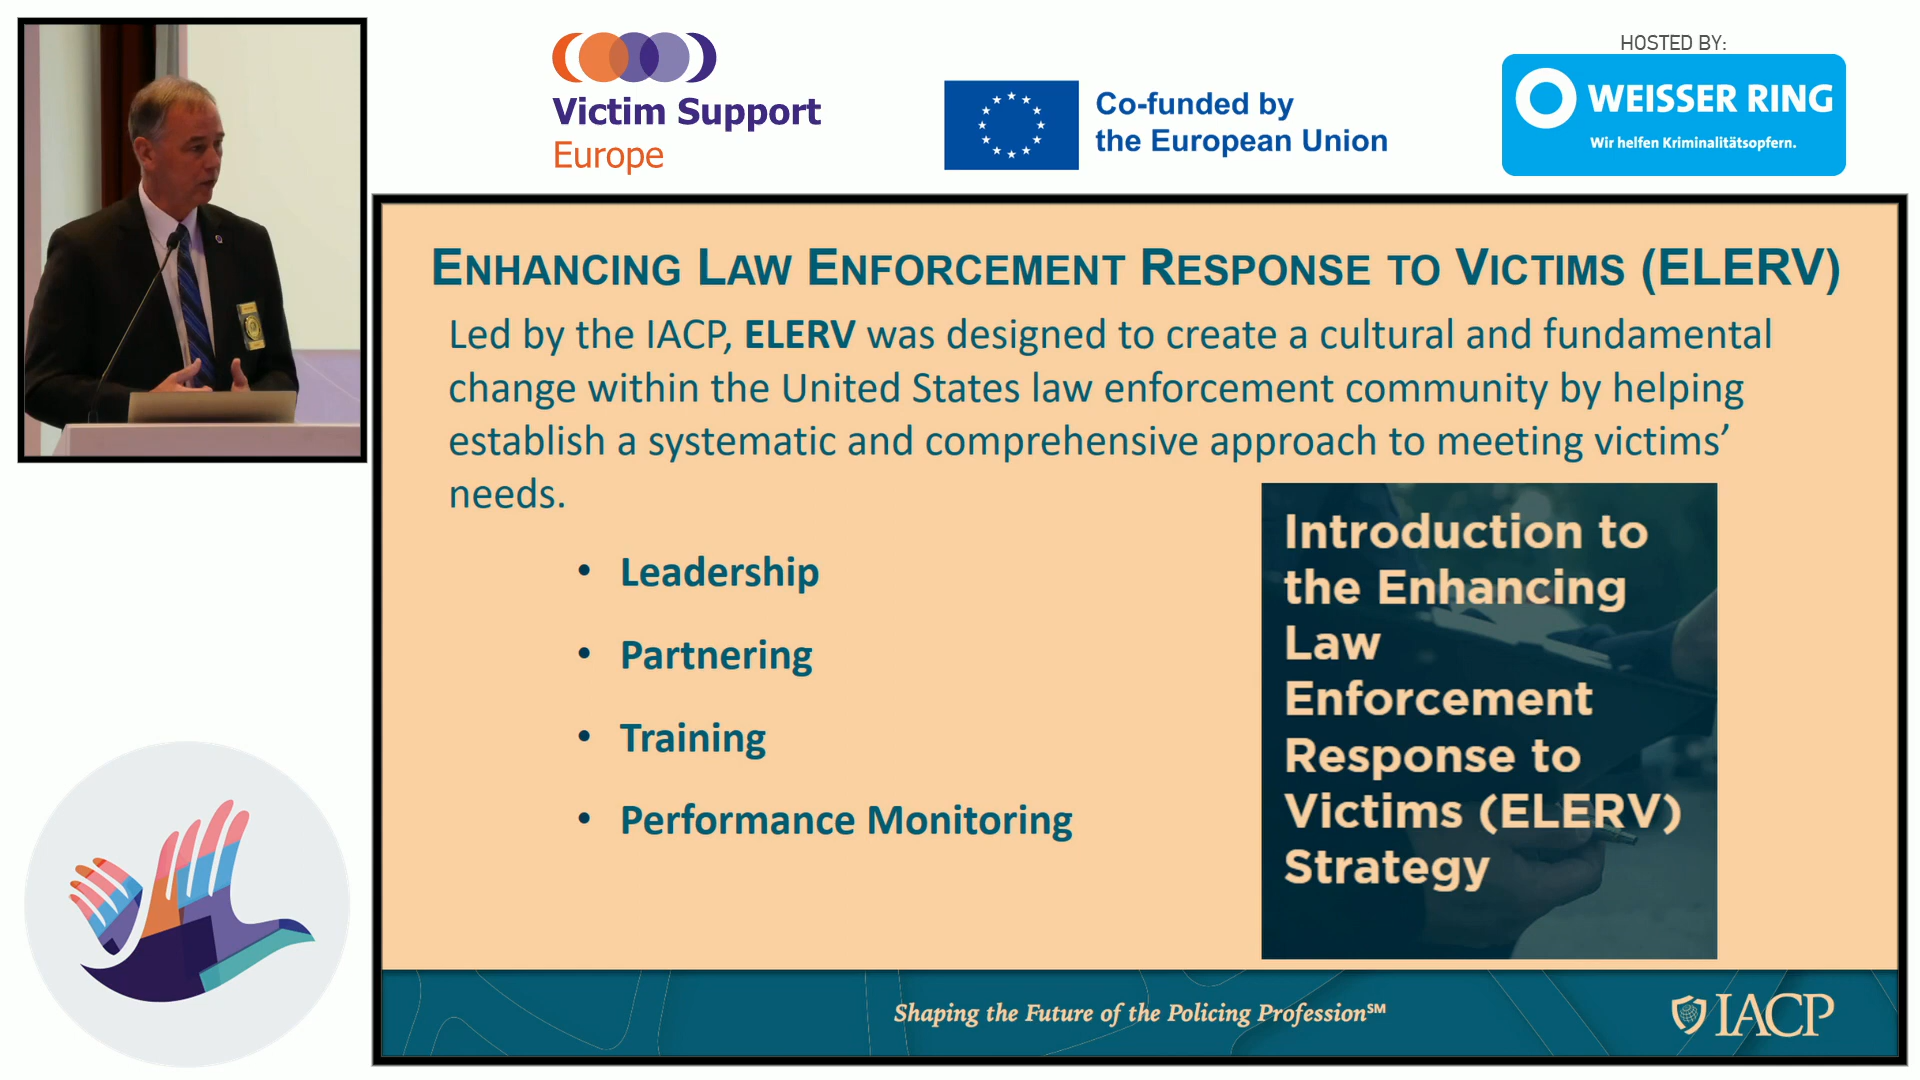 Victim Support
Europe
Co-funded by
the European Union
HOSTED BY:
WEISSER RING
Wir helfen Kriminalitätsopfern.
ENHANCING LAW ENFORCEMENT RESPONSE TO VICTIMS (ELERV)
Led by the IACP, ELERV was designed to create a cultural and fundamental
change within the United States law enforcement community by helping
establish a systematic and comprehensive approach to meeting victims’
needs.
• Leadership
• Partnering
• Training
• Performance Monitoring
Introduction to
the Enhancing
Law
Enforcement
Response to
Victims (ELERV)
Strategy
Shaping the Future of the Policing Profession℠
IACP